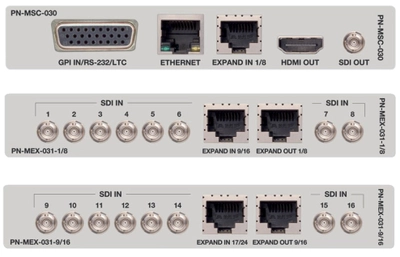 PN-MSC-030
GPI IN/RS-232/LTC
ETHERNET
EXPAND IN 1/8
HDMI OUT
SDI OUT
PN-MSC-030
SDI IN
SDI IN
1 2 3 4 5 6
7 8
PN-MEX-031-1/8
EXPAND IN 9/16
EXPAND OUT 1/8
PN-MEX-031-1/8
SDI IN
SDI IN
9 10 11 12 13 14
15 16
PN-MEX-031-9/16
EXPAND IN 17/24
EXPAND OUT 9/16
PN-MEX-031-9/16